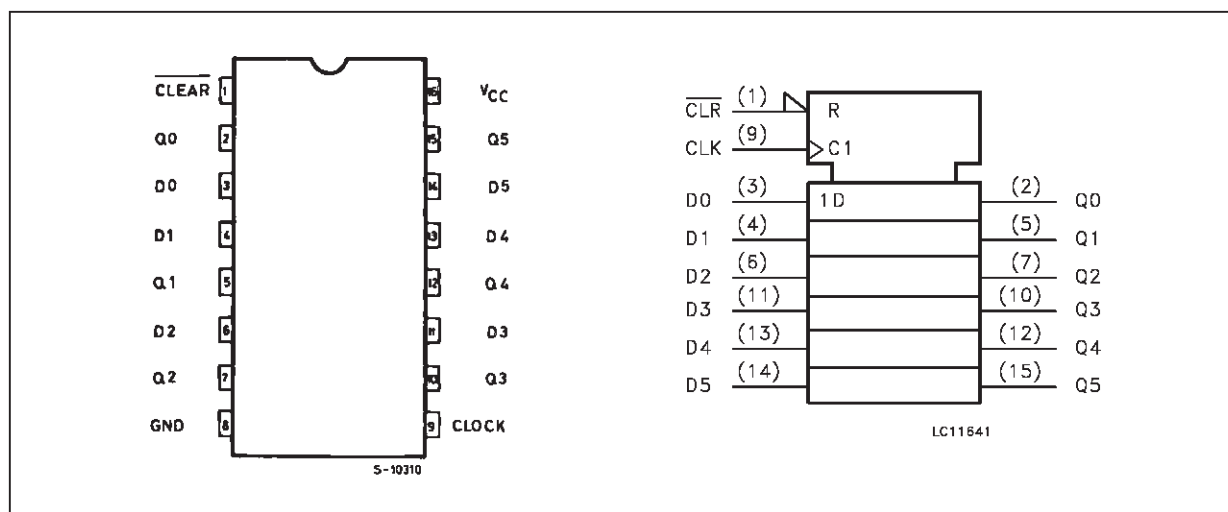 CLEAR 1 16 VCC
Q0 2 15 Q5
D0 3 14 D5
D1 4 13 D4
Q1 5 12 Q4
D2 6 11 D3
Q2 7 10 Q3
GND 8 9 CLOCK
S-10310
CLR (1) R
CLK (9) C1
D0 (3) 1D (2) Q0
D1 (4) (5) Q1
D2 (6) (7) Q2
D3 (11) (10) Q3
D4 (13) (12) Q4
D5 (14) (15) Q5
LC11641